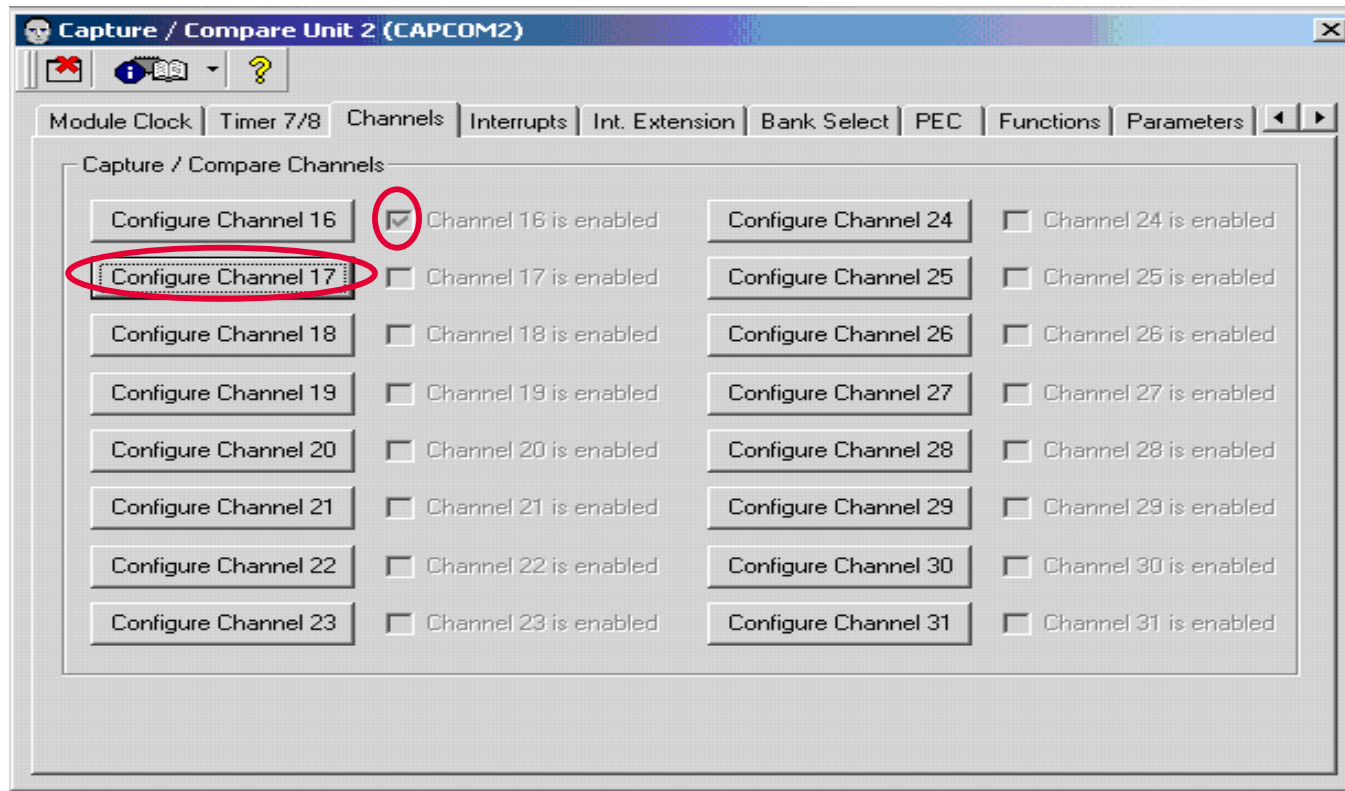 Capture / Compare Unit 2 (CAPCOM2)
Module Clock Timer 7/8 Channels Interrupts Int. Extension Bank Select PEC Functions Parameters
Capture / Compare Channels
Configure Channel 16 Channel 16 is enabled Configure Channel 24 Channel 24 is enabled
Configure Channel 17 Channel 17 is enabled Configure Channel 25 Channel 25 is enabled
Configure Channel 18 Channel 18 is enabled Configure Channel 26 Channel 26 is enabled
Configure Channel 19 Channel 19 is enabled Configure Channel 27 Channel 27 is enabled
Configure Channel 20 Channel 20 is enabled Configure Channel 28 Channel 28 is enabled
Configure Channel 21 Channel 21 is enabled Configure Channel 29 Channel 29 is enabled
Configure Channel 22 Channel 22 is enabled Configure Channel 30 Channel 30 is enabled
Configure Channel 23 Channel 23 is enabled Configure Channel 31 Channel 31 is enabled